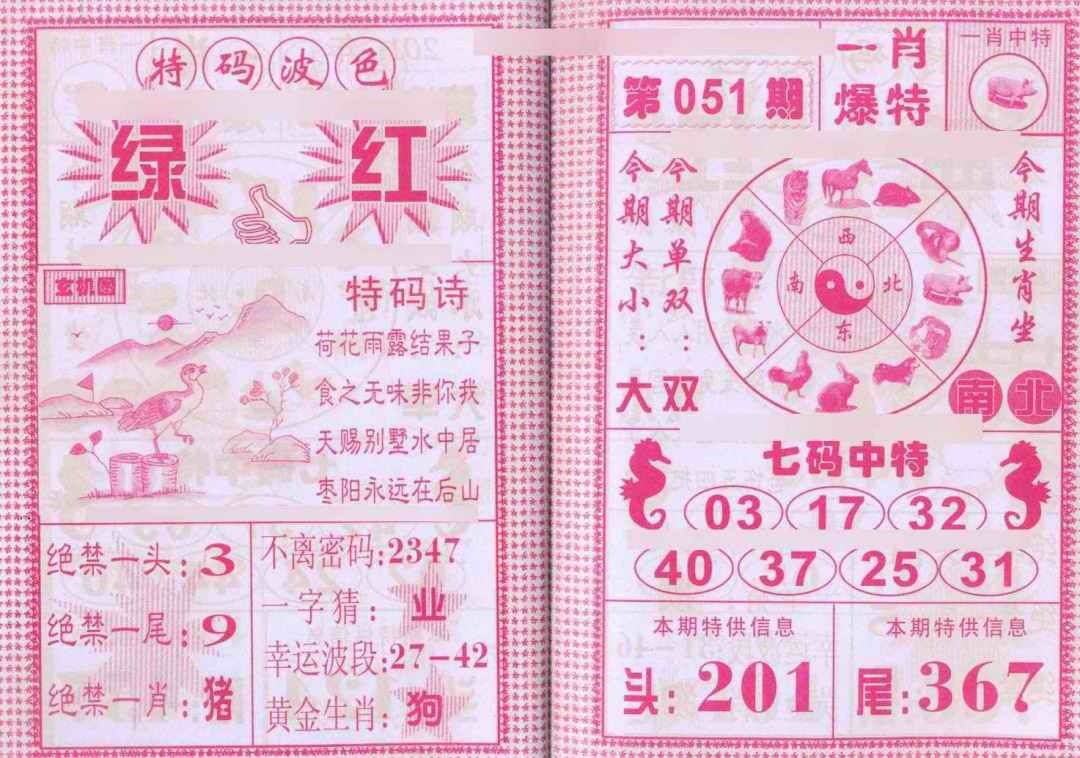 特码波色
绿 红
玄机图
特码诗
荷花雨露结果子
食之无味非你我
天赐别墅水中居
枣阳永远在后山
绝禁一头:3
绝禁一尾:9
绝禁一肖:猪
不离密码:2347
一字猜:业
幸运波段:27-42
黄金生肖:狗
第051期
一肖
爆特
一肖中特
今期大小:大
今期单双:双
西
南 北
东
今期生肖坐
南 北
七码中特
03 17 32
40 37 25 31
本期特供信息
头:201
本期特供信息
尾:367